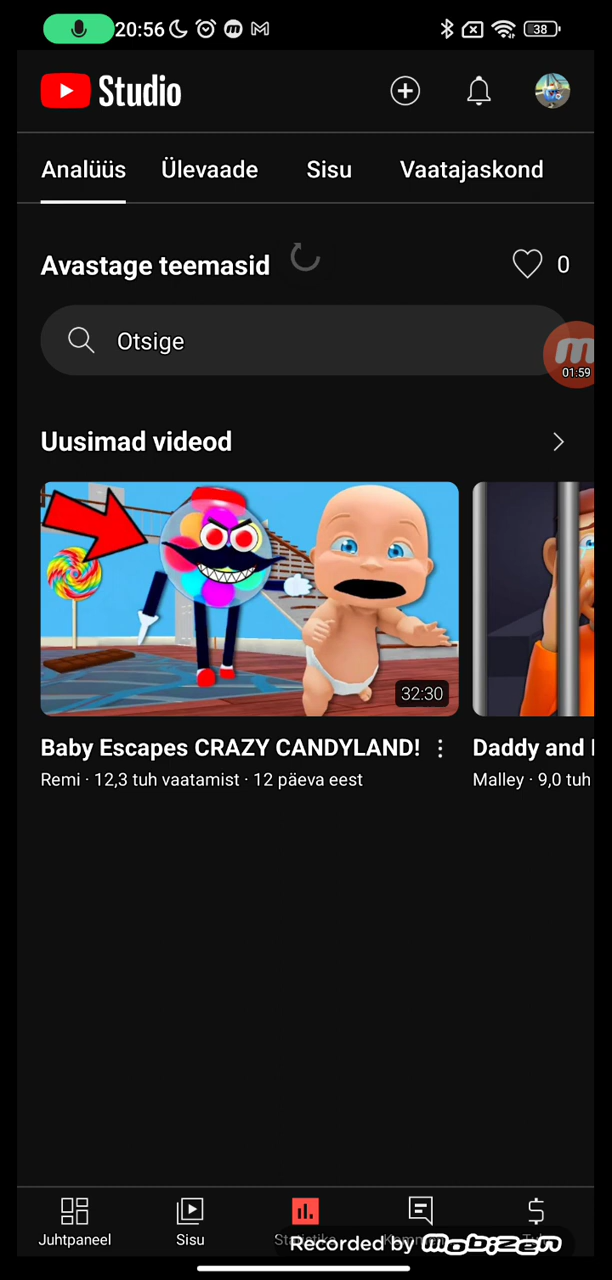 20:56
38
Studio
Analüüs Ülevaade Sisu Vaatajaskond
Avastage teemasid 0
Otsige
01:59
Uusimad videod
32:30
Baby Escapes CRAZY CANDYLAND!
Remi · 12,3 tuh vaatamist · 12 päeva eest
Daddy and
Malley · 9,0 tuh
Juhtpaneel Sisu Statistika
Recorded by mobizen